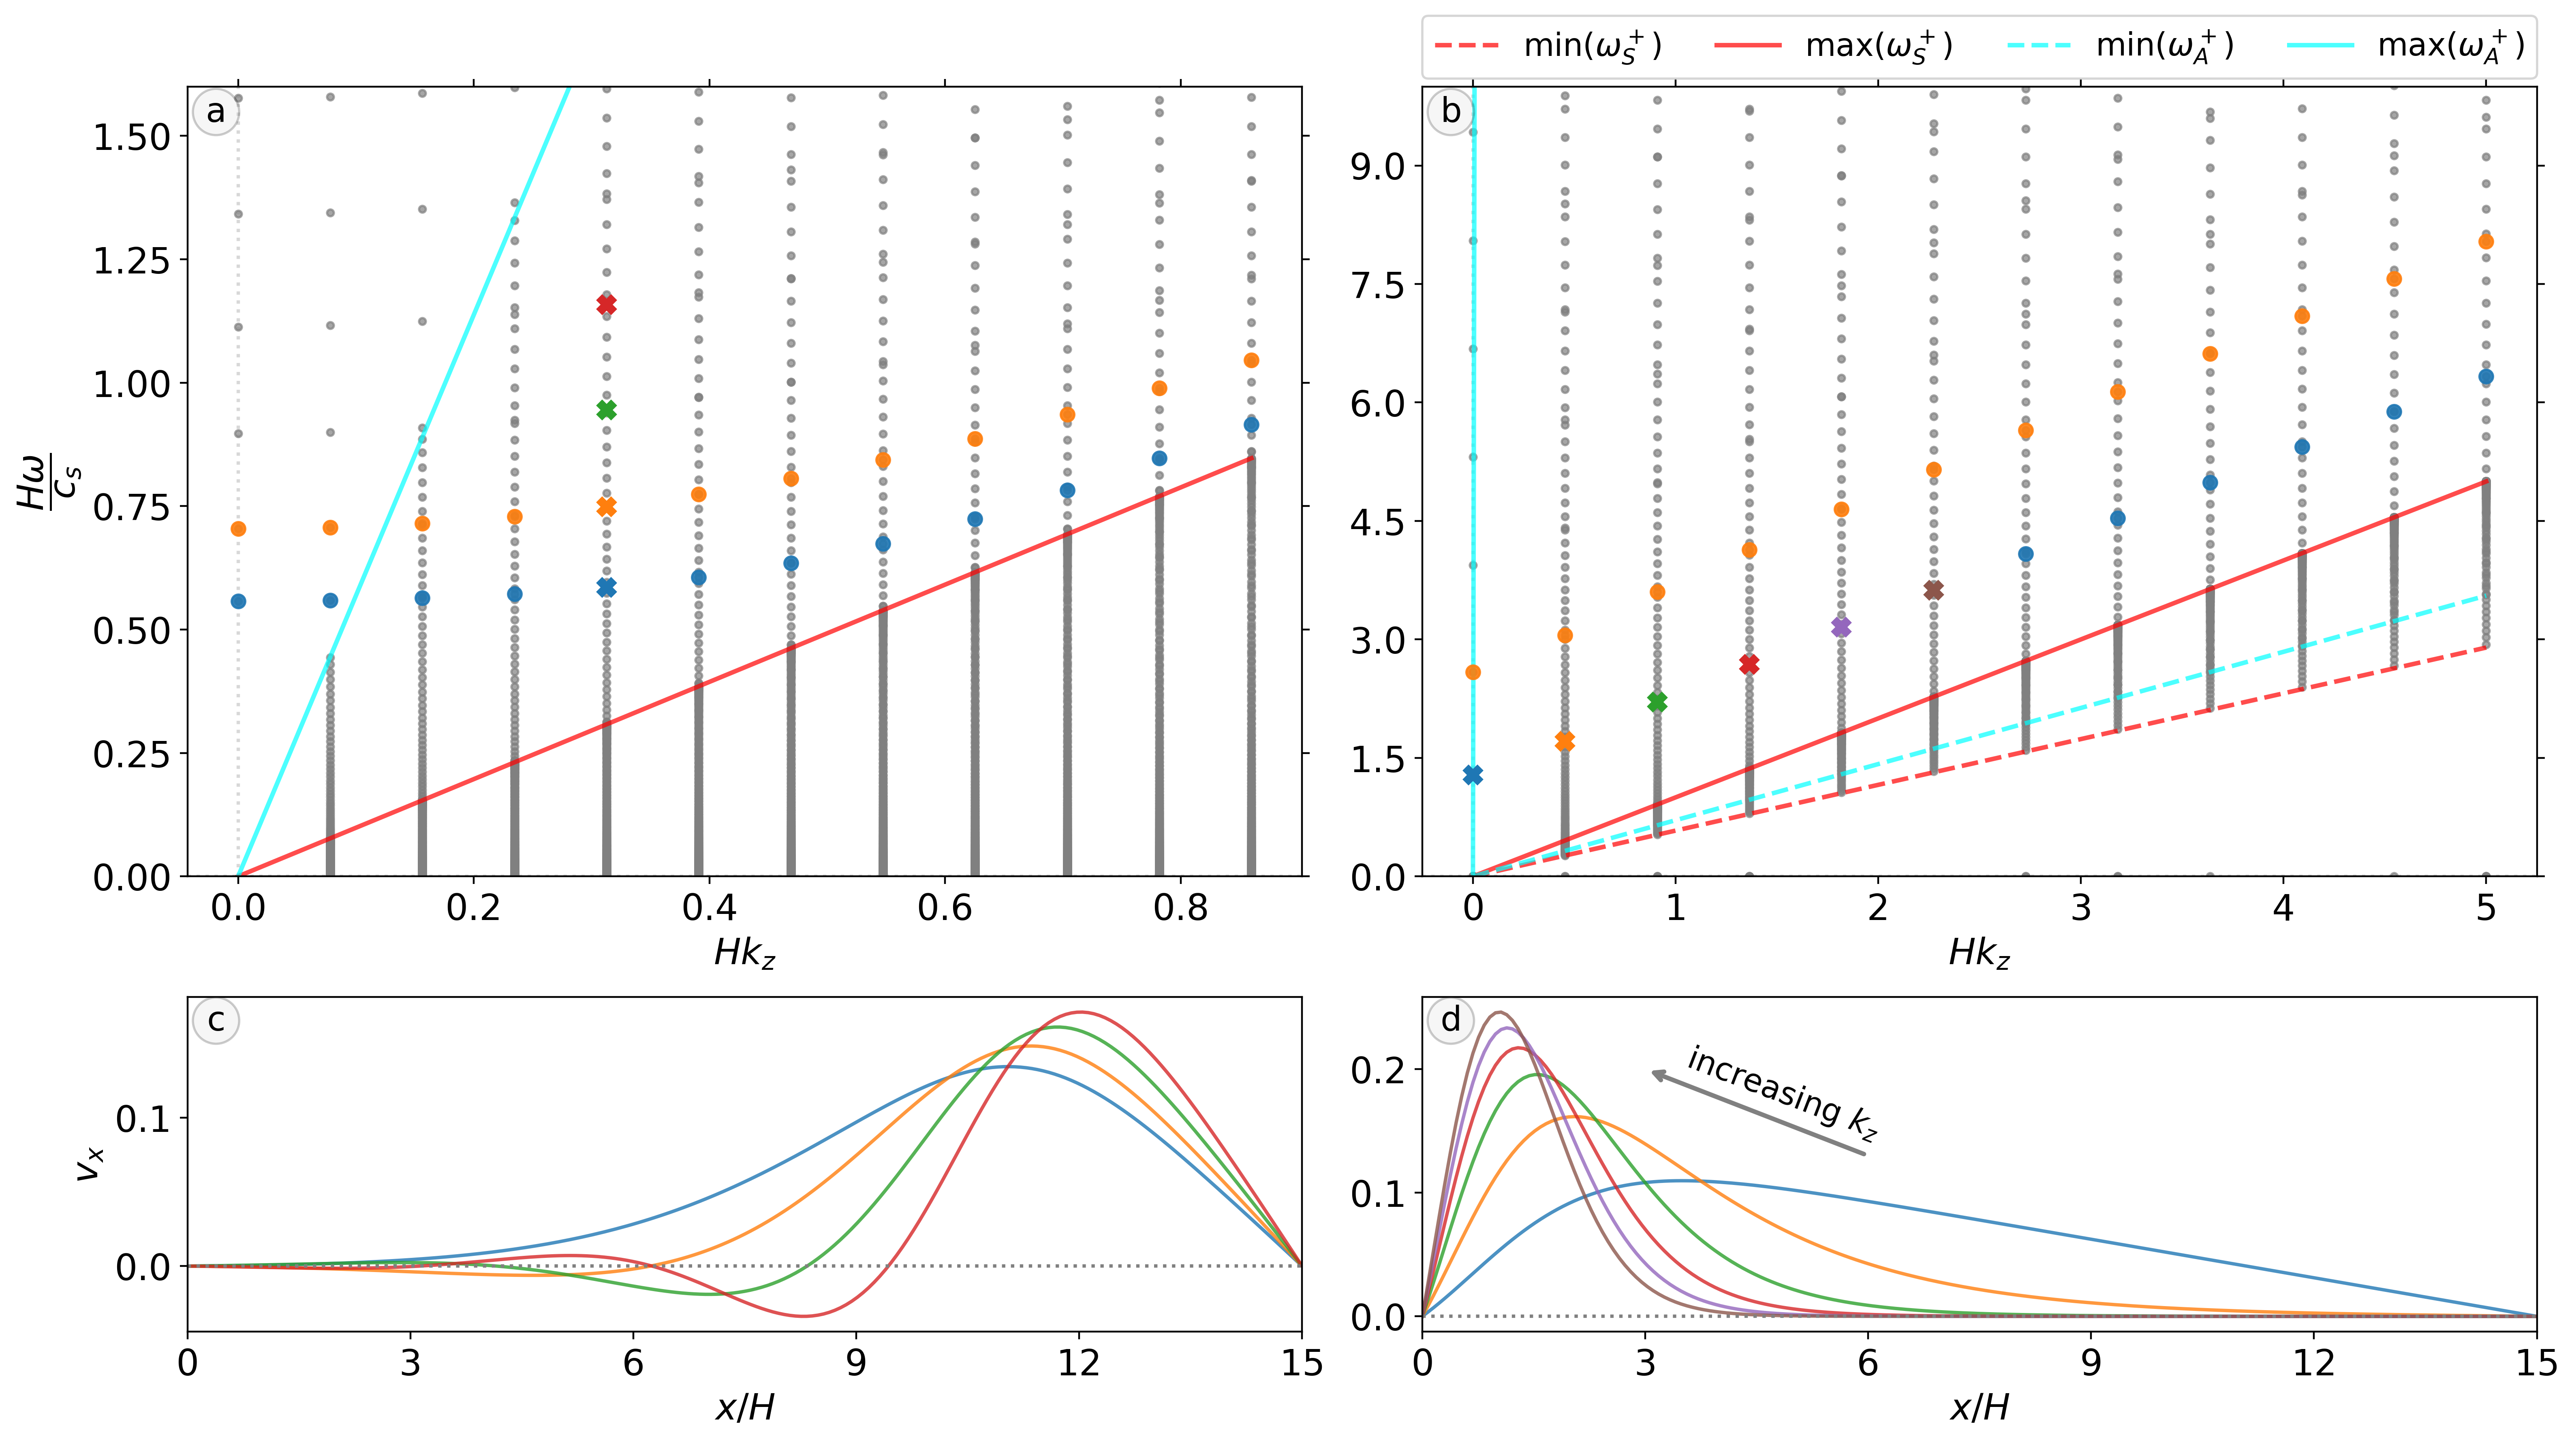 min(ω_S^+) max(ω_S^+) min(ω_A^+) max(ω_A^+)
a
1.50
1.25
1.00
0.75
0.50
0.25
0.00
Hω/c_s
0.0 0.2 0.4 0.6 0.8
Hk_z
b
9.0
7.5
6.0
4.5
3.0
1.5
0.0
0 1 2 3 4 5
Hk_z
c
0.1
0.0
v_x
0 3 6 9 12 15
x/H
d
increasing k_z
0.2
0.1
0.0
0 3 6 9 12 15
x/H